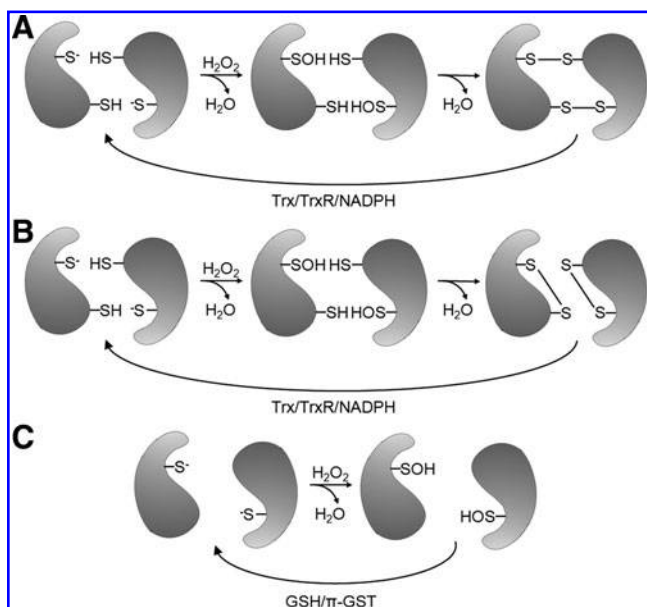 A
S- HS H2O2 SOH HS S S
SH -S H2O SH HOS H2O S S
Trx/TrxR/NADPH
B
S- HS H2O2 SOH HS S S
SH -S H2O SH HOS H2O S S
Trx/TrxR/NADPH
C
S- H2O2 SOH
-S H2O HOS
GSH/π-GST